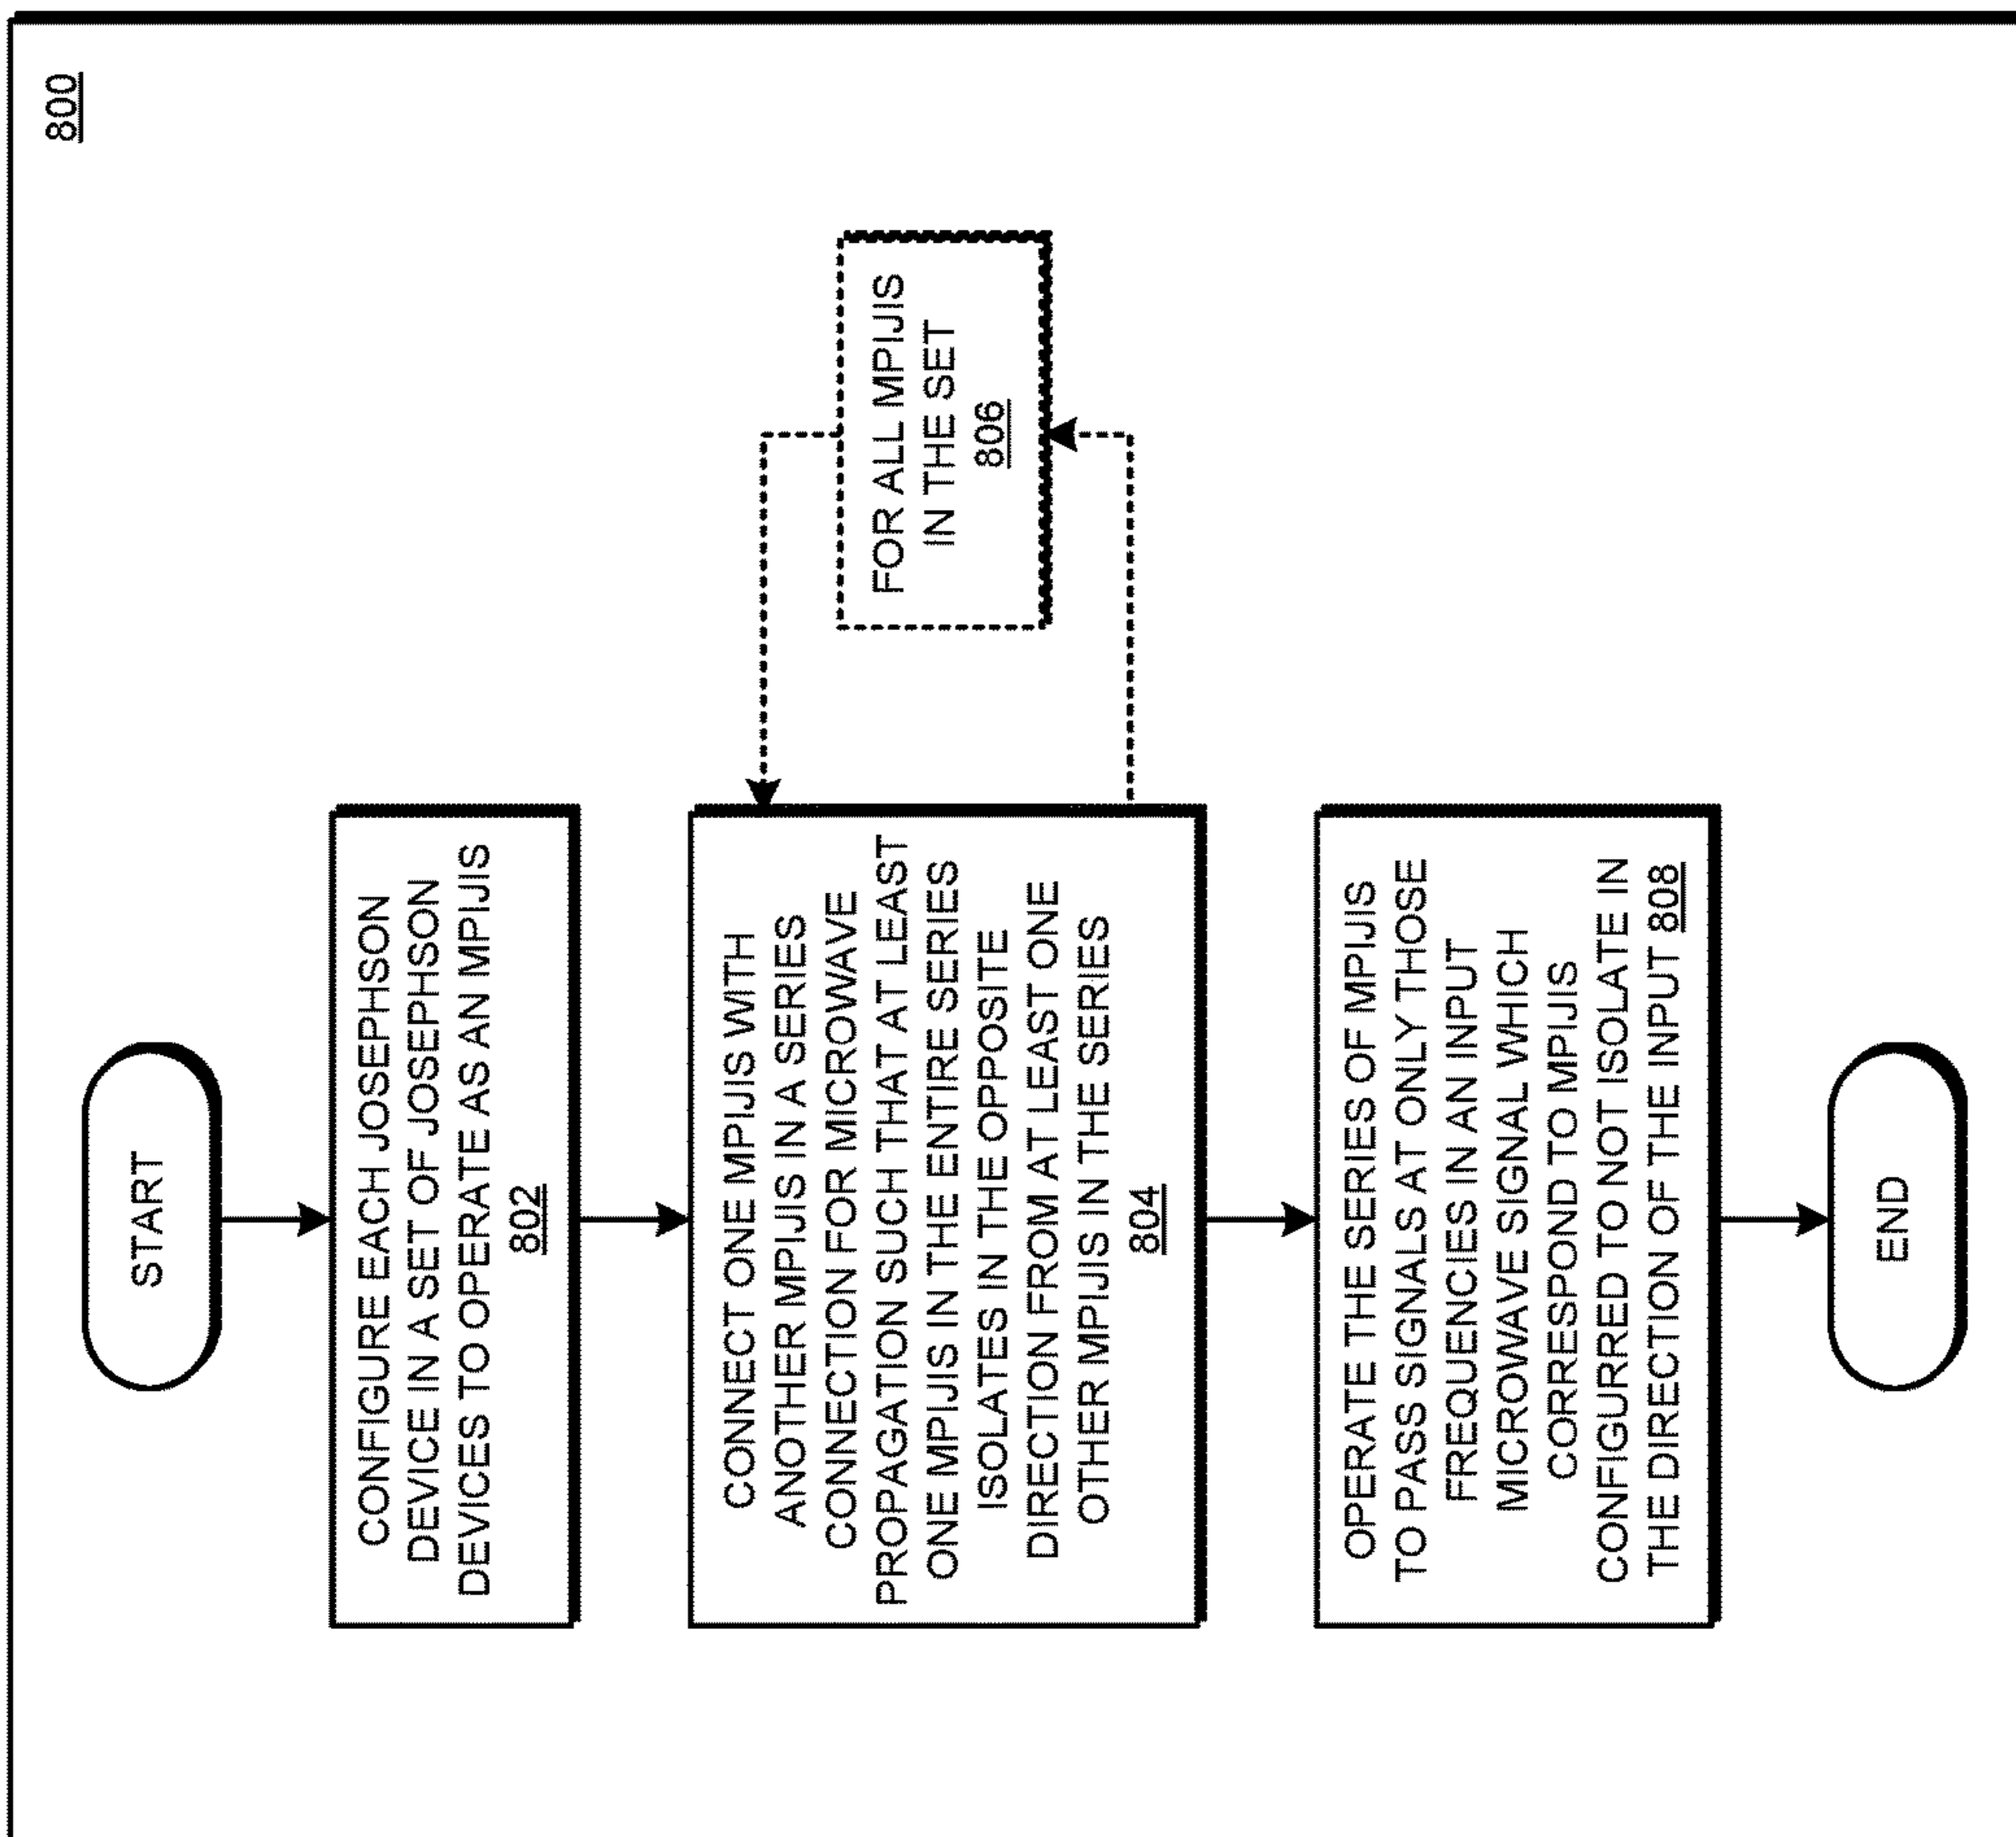 800
START
CONFIGURE EACH JOSEPHSON
DEVICE IN A SET OF JOSEPHSON
DEVICES TO OPERATE AS AN MPIJIS
802
CONNECT ONE MPIJIS WITH
ANOTHER MPIJIS IN A SERIES
CONNECTION FOR MICROWAVE
PROPAGATION SUCH THAT AT LEAST
ONE MPIJIS IN THE ENTIRE SERIES
ISOLATES IN THE OPPOSITE
DIRECTION FROM AT LEAST ONE
OTHER MPIJIS IN THE SERIES
804
FOR ALL MPIJIS
IN THE SET
806
OPERATE THE SERIES OF MPIJIS
TO PASS SIGNALS AT ONLY THOSE
FREQUENCIES IN AN INPUT
MICROWAVE SIGNAL WHICH
CORRESPOND TO MPIJIS
CONFIGURRED TO NOT ISOLATE IN
THE DIRECTION OF THE INPUT 808
END